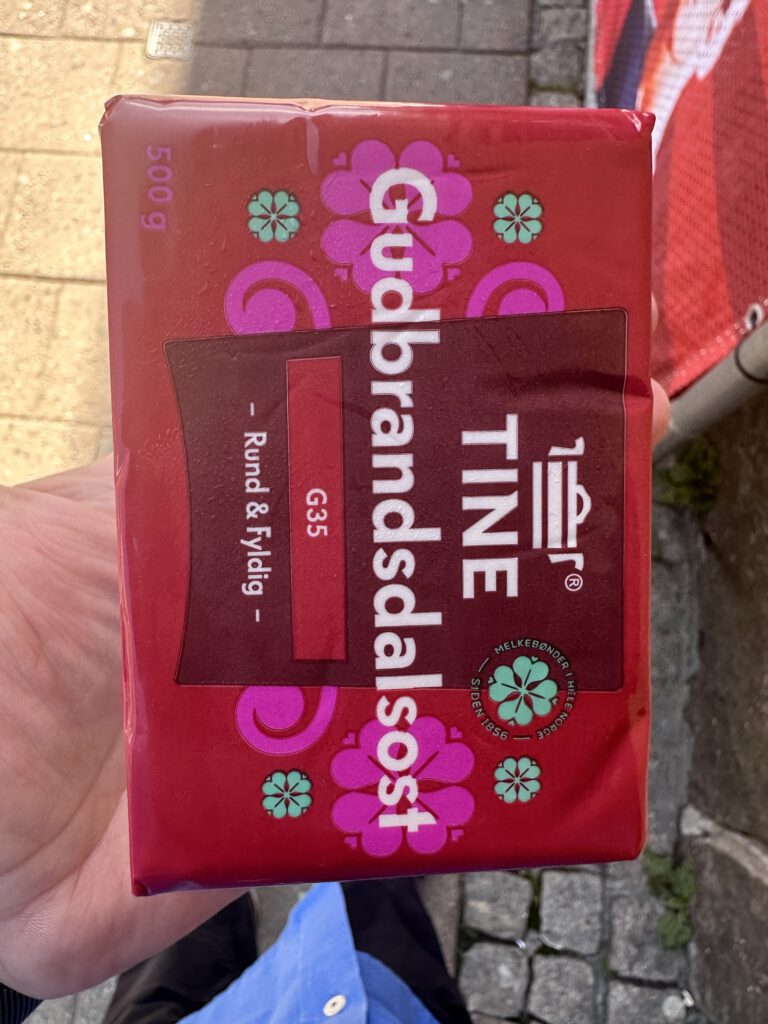 TINE®
MELKEBØNDER I HELE NORGE
SIDEN 1856
Gudbrandsdalsost
G35
– Rund & Fyldig –
500 g